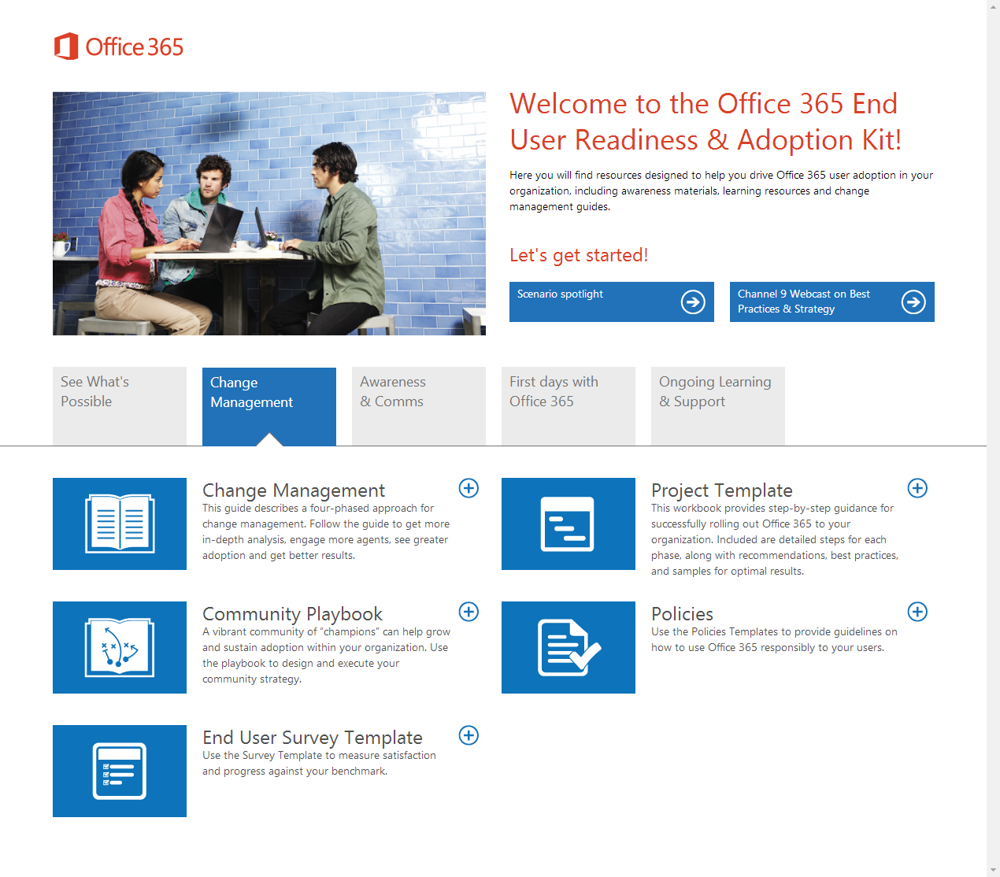 Office 365
Welcome to the Office 365 End
User Readiness & Adoption Kit!
Here you will find resources designed to help you drive Office 365 user adoption in your
organization, including awareness materials, learning resources and change
management guides.
Let's get started!
Scenario spotlight
Channel 9 Webcast on Best
Practices & Strategy
See What's
Possible
Change
Management
Awareness
& Comms
First days with
Office 365
Ongoing Learning
& Support
Change Management
This guide describes a four-phased approach for
change management. Follow the guide to get more
in-depth analysis, engage more agents, see greater
adoption and get better results.
Project Template
This workbook provides step-by-step guidance for
successfully rolling out Office 365 to your
organization. Included are detailed steps for each
phase, along with recommendations, best practices,
and samples for optimal results.
Community Playbook
A vibrant community of “champions” can help grow
and sustain adoption within your organization. Use
the playbook to design and execute your
community strategy.
Policies
Use the Policies Templates to provide guidelines on
how to use Office 365 responsibly to your users.
End User Survey Template
Use the Survey Template to measure satisfaction
and progress against your benchmark.